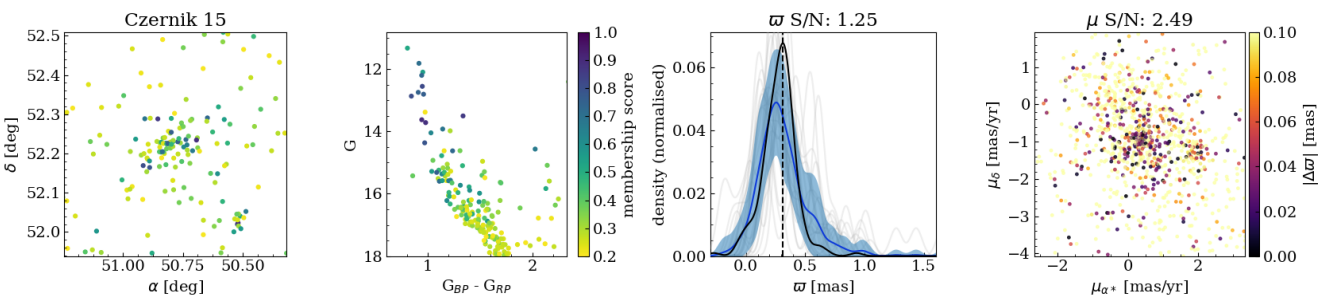 Czernik 15
52.5
52.4
52.3
52.2
52.1
52.0
51.00 50.75 50.50
α [deg]
δ [deg]
12
14
16
18
G
1 2
G_BP - G_RP
1.0
0.9
0.8
0.7
0.6
0.5
0.4
0.3
0.2
membership score
ϖ S/N: 1.25
0.06
0.04
0.02
0.00
density (normalised)
0.0 0.5 1.0 1.5
ϖ [mas]
μ S/N: 2.49
1
0
−1
−2
−3
−4
μ_δ [mas/yr]
−2 0 2
μ_α* [mas/yr]
0.10
0.08
0.06
0.04
0.02
0.00
|Δϖ| [mas]